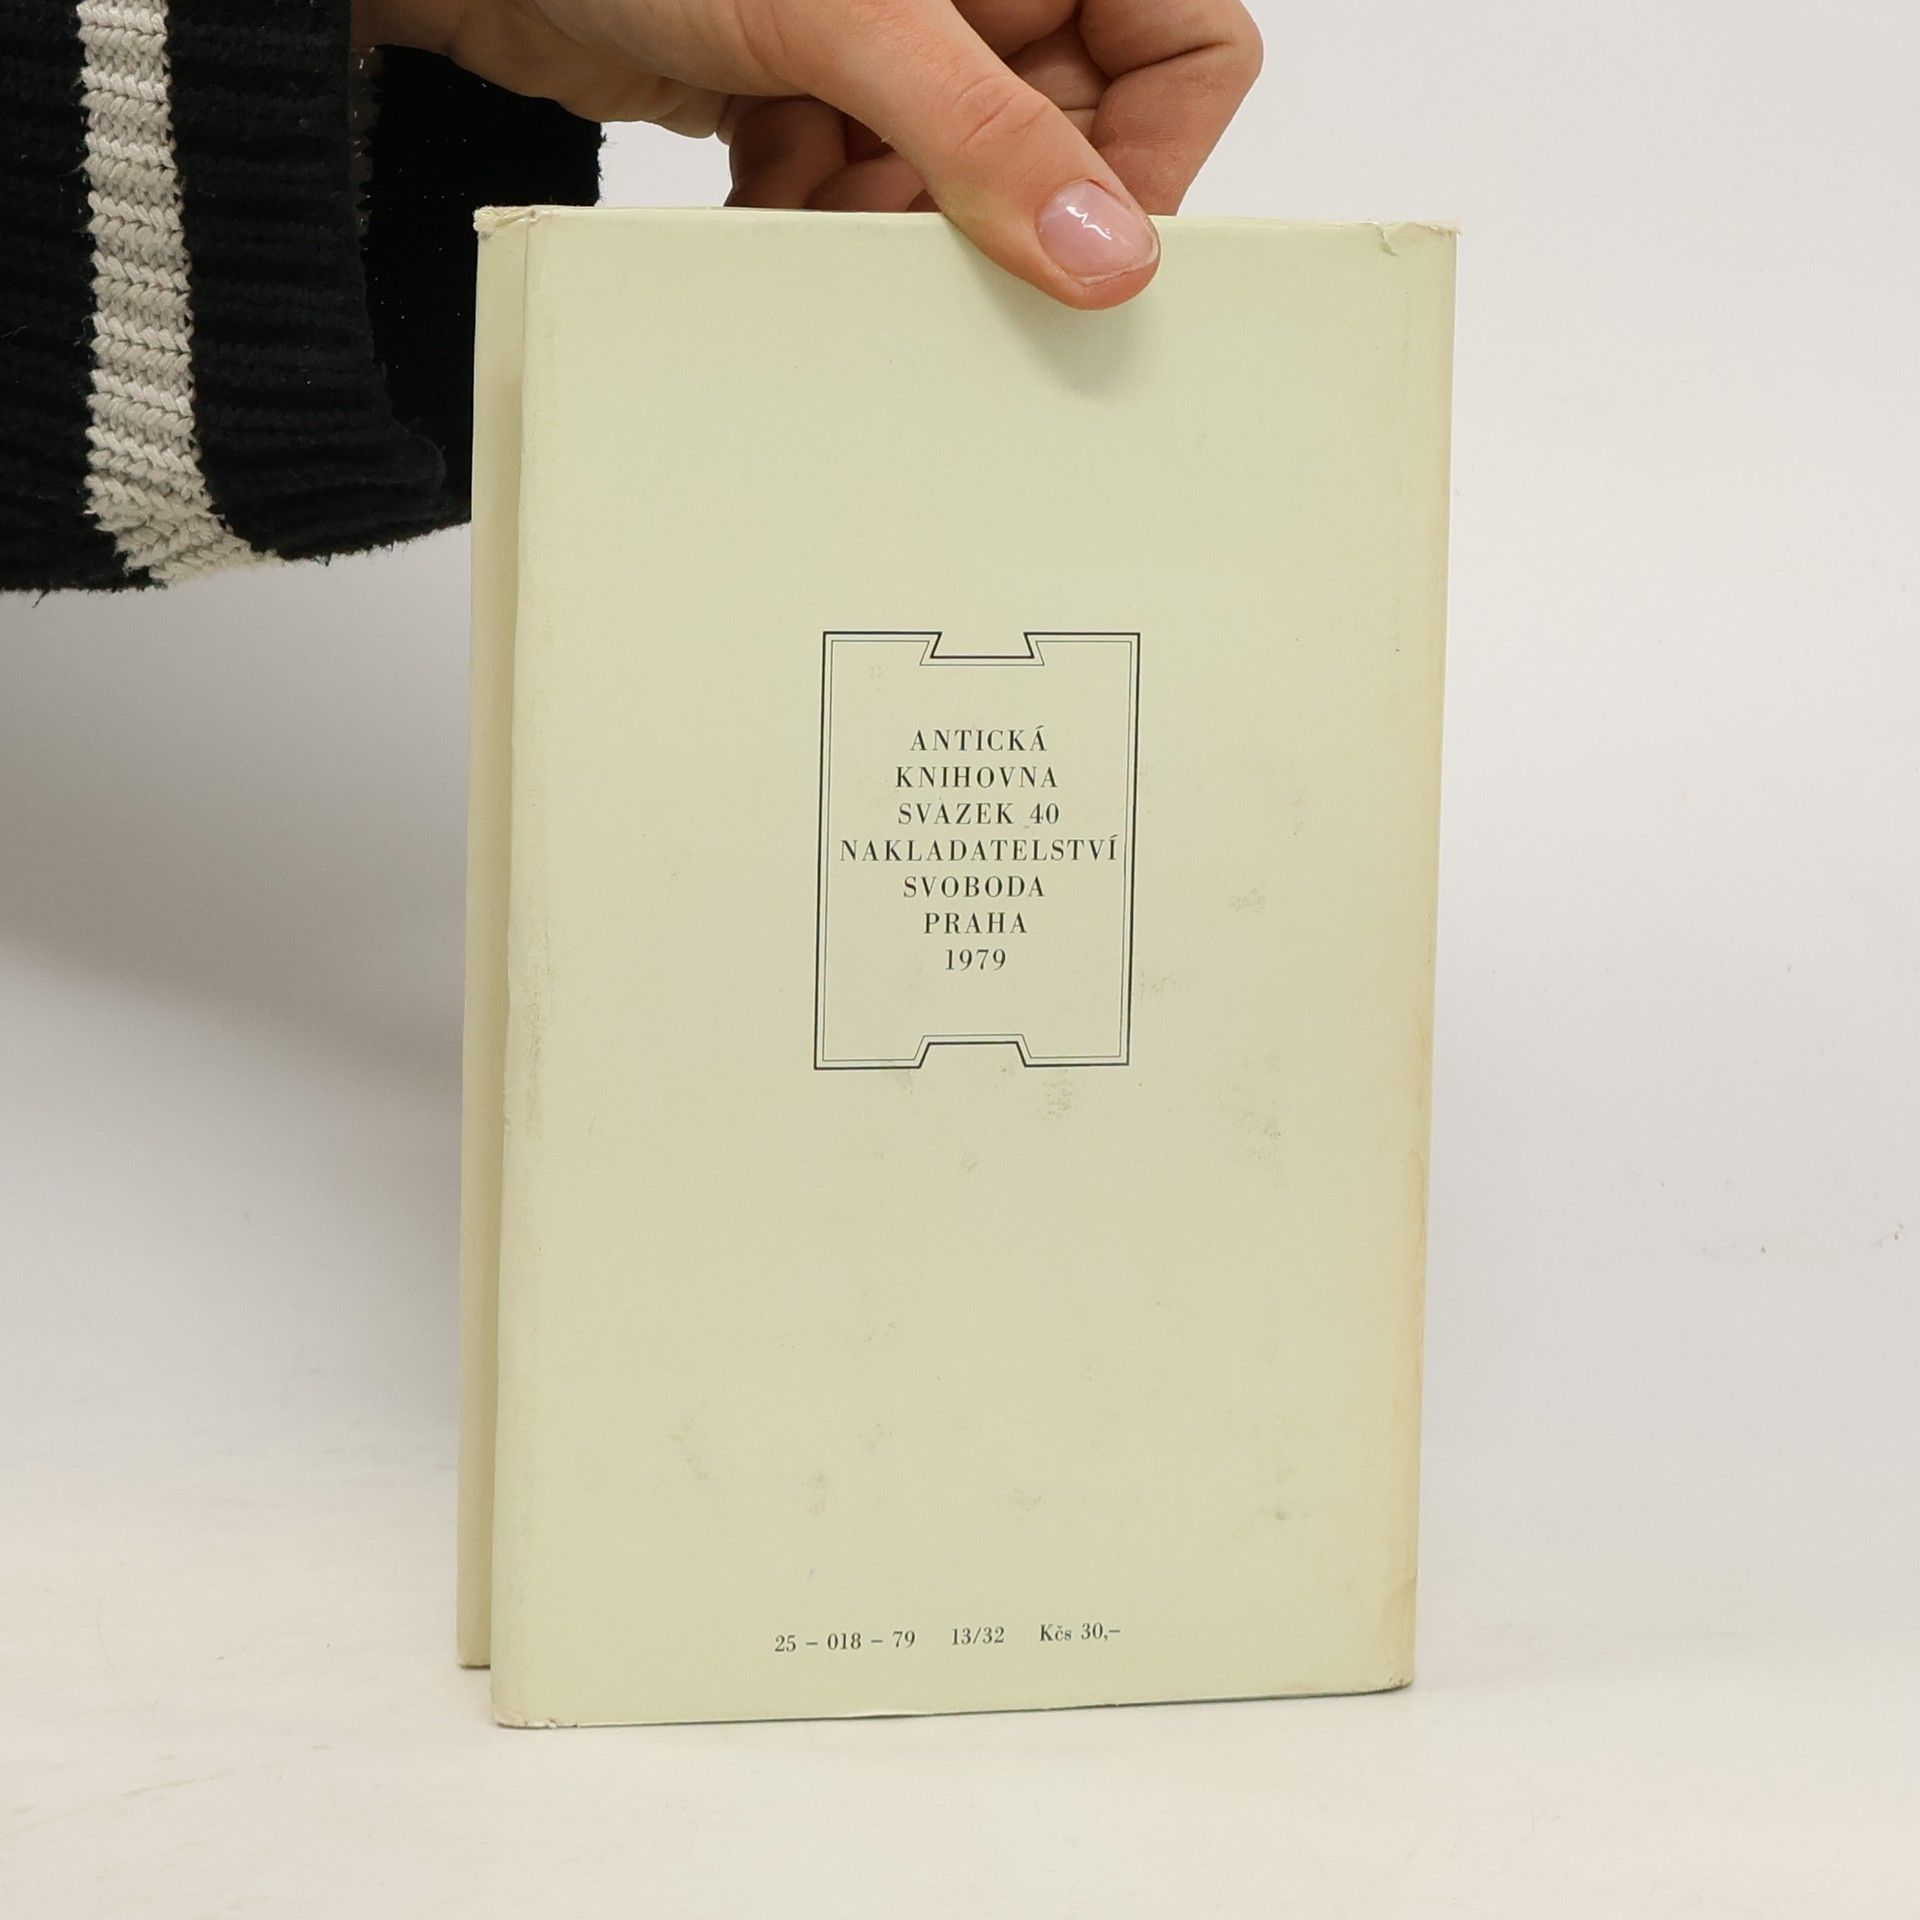 ANTICKÁ
KNIHOVNA
SVAZEK 40
NAKLADATELSTVÍ
SVOBODA
PRAHA
1979
25 – 018 – 79 13/32 Kčs 30,–